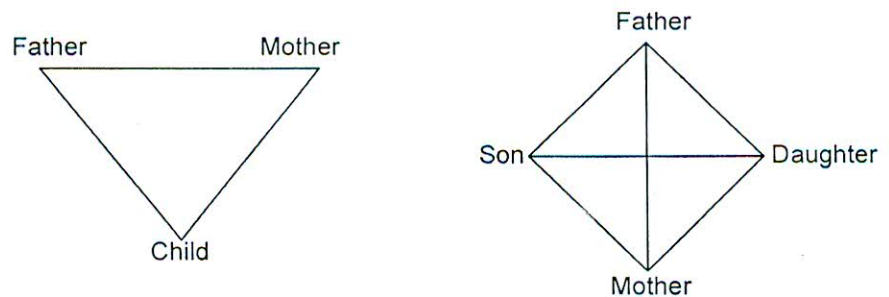 Father Mother
Child
Father
Son Daughter
Mother